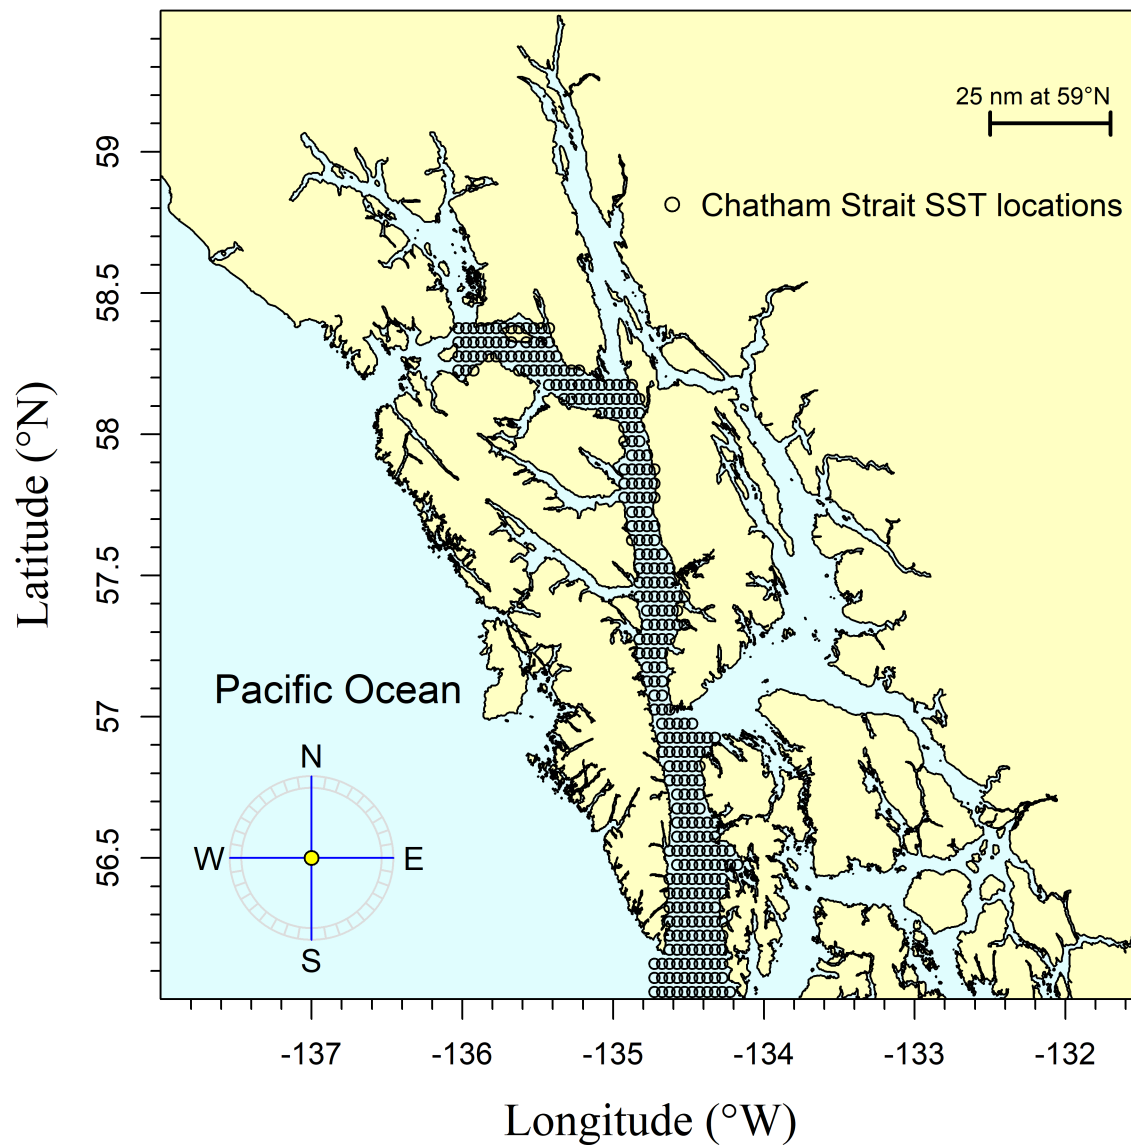 25 nm at 59°N
Chatham Strait SST locations
59
58.5
58
57.5
57
56.5
Latitude (°N)
Pacific Ocean
N
W
E
S
-137
-136
-135
-134
-133
-132
Longitude (°W)